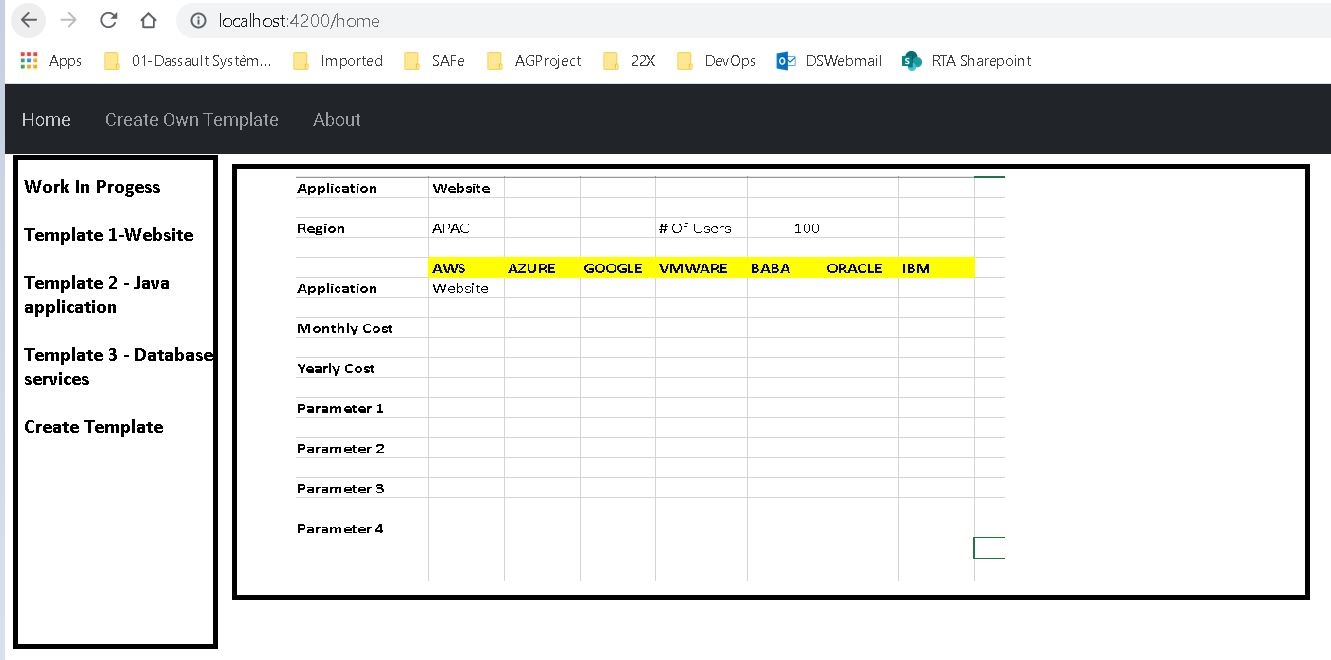 localhost:4200/home
Apps 01-Dassault Systèm... Imported SAFe AGProject 22X DevOps DSWebmail RTA Sharepoint
Home Create Own Template About
Work In Progess
Template 1-Website
Template 2 - Java
application
Template 3 - Database
services
Create Template
Application Website
Region APAC # Of Users 100
AWS AZURE GOOGLE VMWARE BABA ORACLE IBM
Application Website
Monthly Cost
Yearly Cost
Parameter 1
Parameter 2
Parameter 3
Parameter 4